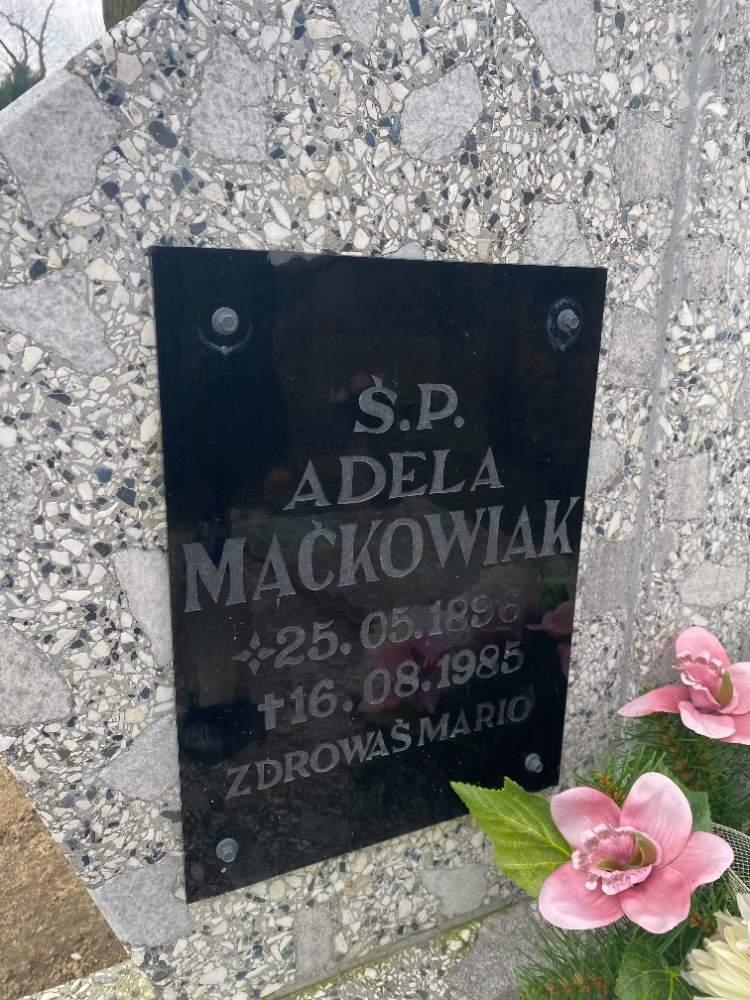 Ś.P.
ADELA
MAĆKOWIAK
25.05.1896
16.08.1985
ZDROWAŚ MARIO